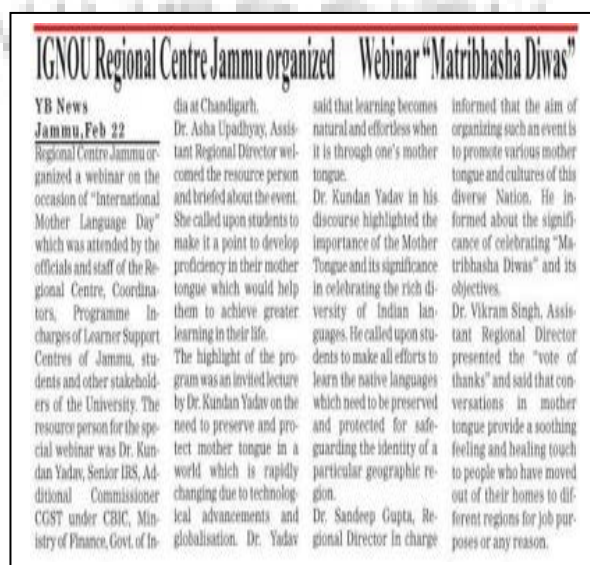 IGNOU Regional Centre Jammu organized Webinar “Matribhasha Diwas”
YB News
Jammu,Feb 22
Regional Centre Jammu or-
ganized a webinar on the
occasion of "International
Mother Language Day"
which was attended by the
officials and staff of the Re-
gional Centre, Coordina-
tors, Programme In-
charges of Learner Support
Centres of Jammu, stu-
dents and other stakehold-
ers of the University. The
resource person for the spe-
cial webinar was Dr. Kun-
dan Yadav, Senior IRS, Ad-
ditional Commissioner
CGST under CBIC, Min-
istry of Finance, Govt. of In-
dia at Chandigarh.
Dr. Asha Upadhyay, Assis-
tant Regional Director wel-
comed the resource person
and briefed about the event.
She called upon students to
make it a point to develop
proficiency in their mother
tongue which would help
them to achieve greater
learning in their life.
The highlight of the pro-
gram was an invited lecture
by Dr. Kundan Yadav on the
need to preserve and pro-
tect mother tongue in a
world which is rapidly
changing due to technolog-
ical advancements and
globalisation. Dr. Yadav
said that learning becomes
natural and effortless when
it is through one's mother
tongue.
Dr. Kundan Yadav in his
discourse highlighted the
importance of the Mother
Tongue and its significance
in celebrating the rich di-
versity of Indian lan-
guages. He called upon stu-
dents to make all efforts to
learn the native languages
which need to be preserved
and protected for safe-
guarding the identity of a
particular geographic re-
gion.
Dr. Sandeep Gupta, Re-
gional Director In charge
informed that the aim of
organizing such an event is
to promote various mother
tongue and cultures of this
diverse Nation. He in-
formed about the signifi-
cance of celebrating "Ma-
tribhasha Diwas" and its
objectives.
Dr. Vikram Singh, Assis-
tant Regional Director
presented the "vote of
thanks" and said that con-
versations in mother
tongue provide a soothing
feeling and healing touch
to people who have moved
out of their homes to dif-
ferent regions for job pur-
poses or any reason.